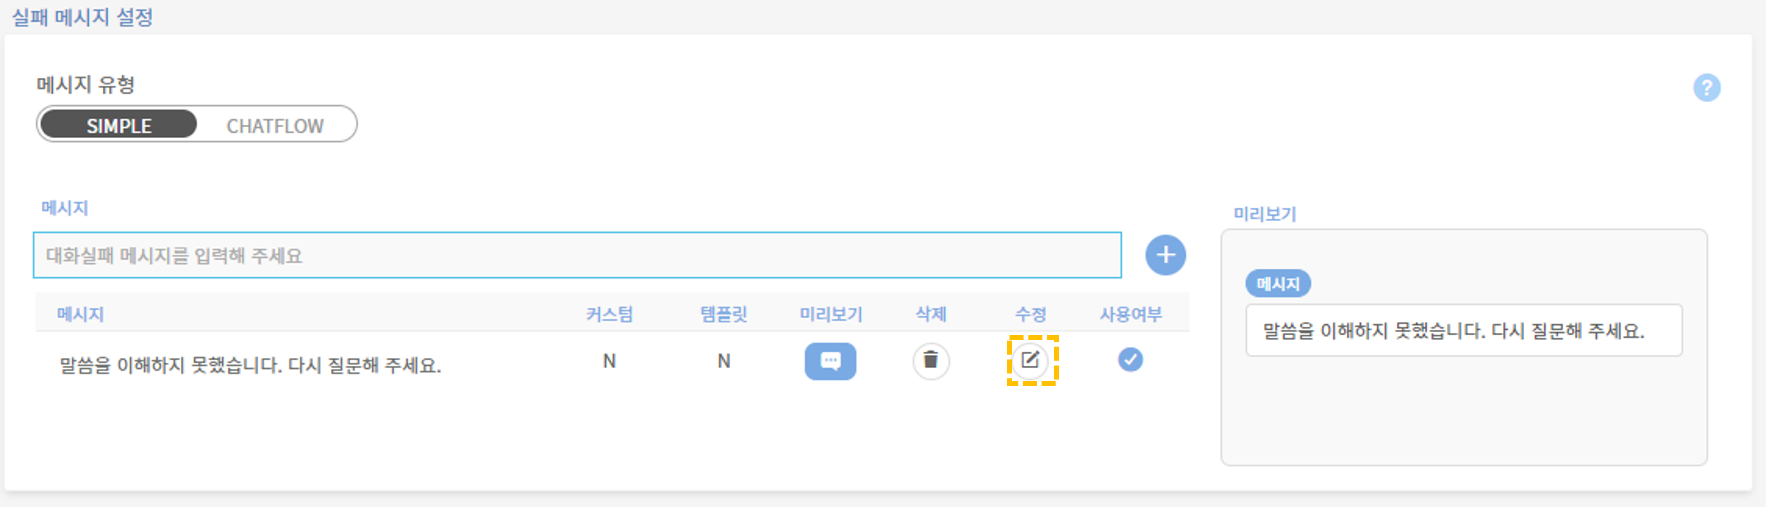 실패 메시지 설정
메시지 유형
?
SIMPLE CHATFLOW
메시지
미리보기
대화실패 메시지를 입력해 주세요
메시지
메시지 커스텀 템플릿 미리보기 삭제 수정 사용여부
말씀을 이해하지 못했습니다. 다시 질문해 주세요.
말씀을 이해하지 못했습니다. 다시 질문해 주세요. N N